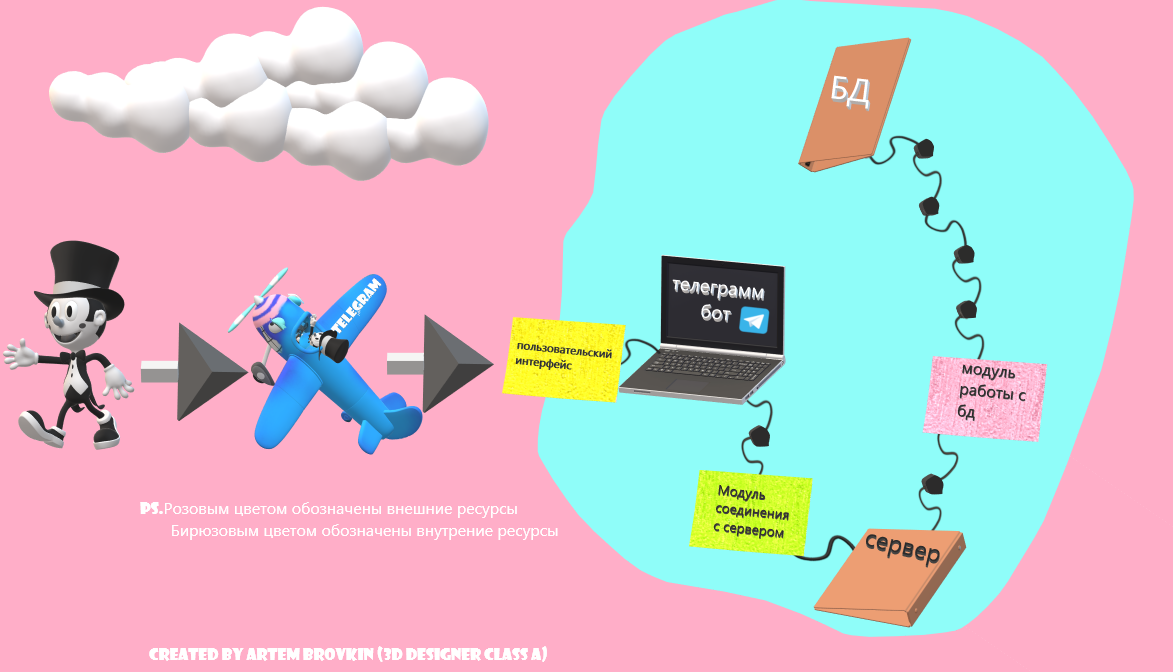 БД
TELEGRAM
телеграмм
бот
пользовательский
интерфейс
модуль
работы с
бд
Модуль
соединения
с сервером
сервер
PS.Розовым цветом обозначены внешние ресурсы
Бирюзовым цветом обозначены внутрение ресурсы
CREATED BY ARTEM BROVKIN (3D DESIGNER CLASS A)